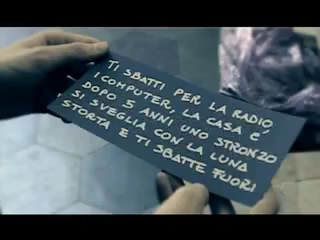 TI SBATTI PER LA RADIO
I COMPUTER, LA CASA E'
DOPO 5 ANNI UNO STRONZO
SI SVEGLIA CON LA LUNA
STORTA E TI SBATTE FUORI